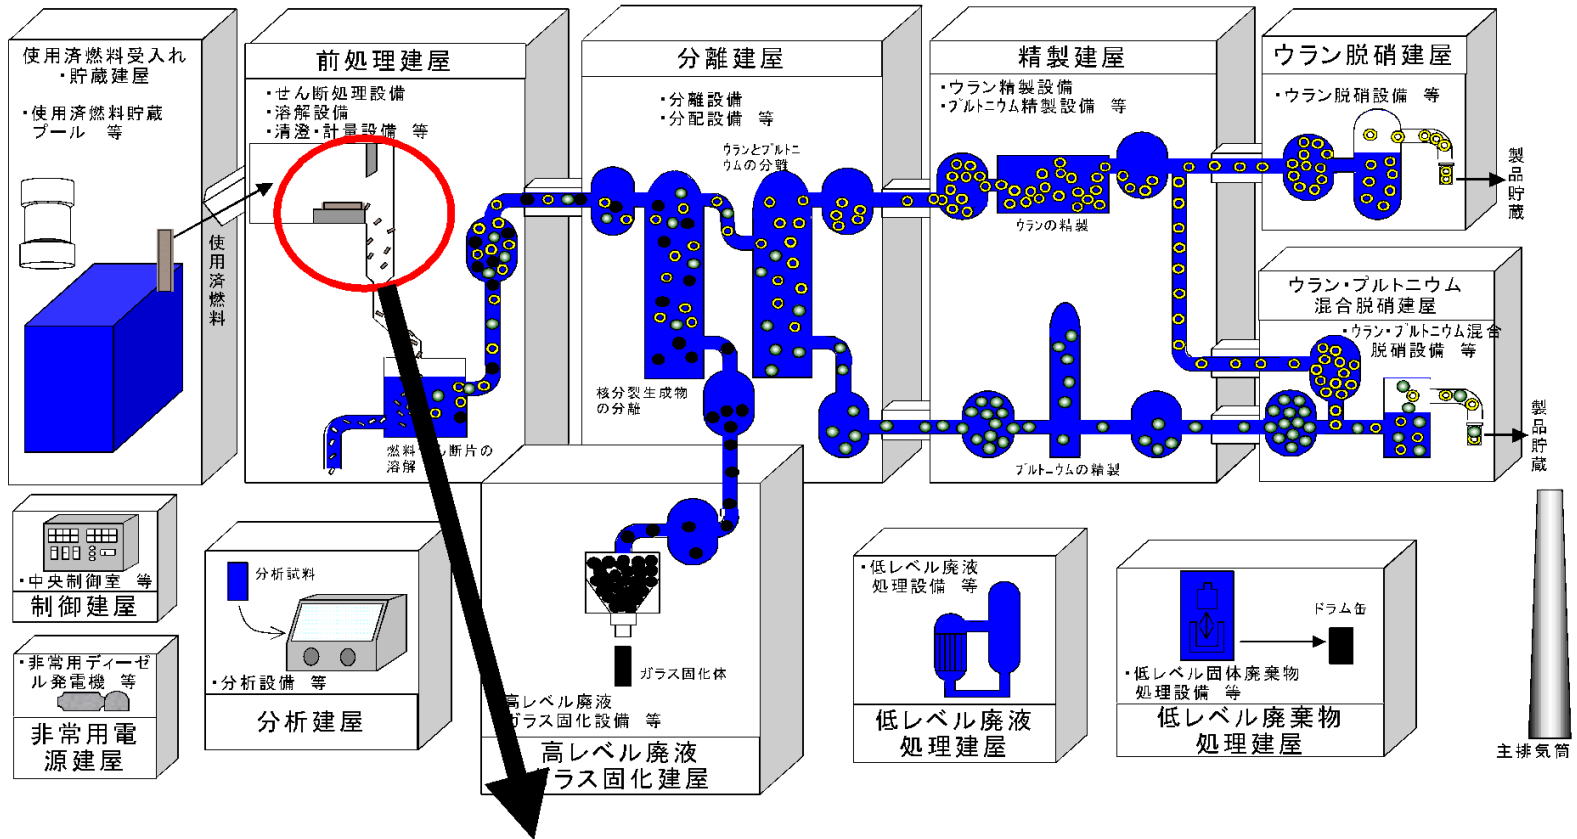 使用済燃料受入れ
・貯蔵建屋
・使用済燃料貯蔵
プール 等
使用済燃料
前処理建屋
・せん断処理設備
・溶解設備
・清澄・計量設備 等
燃料
ん断片の
溶解
分離建屋
・分離設備
・分配設備 等
ウランとプルトニ
ウムの分離
核分裂生成物
の分離
精製建屋
・ウラン精製設備
・プルトニウム精製設備 等
ウランの精製
プルトニウムの精製
ウラン脱硝建屋
・ウラン脱硝設備 等
製品貯蔵
ウラン・プルトニウム
混合脱硝建屋
・ウラン・プルトニウム混合
脱硝設備 等
製品貯蔵
・中央制御室 等
制御建屋
・非常用ディーゼ
ル発電機 等
非常用電
源建屋
分析試料
・分析設備 等
分析建屋
ガラス固化体
高レベル廃液
ガラス固化設備 等
高レベル廃液
ラス固化建屋
・低レベル廃液
処理設備 等
低レベル廃液
処理建屋
ドラム缶
・低レベル固体廃棄物
処理設備 等
低レベル廃棄物
処理建屋
主排気筒